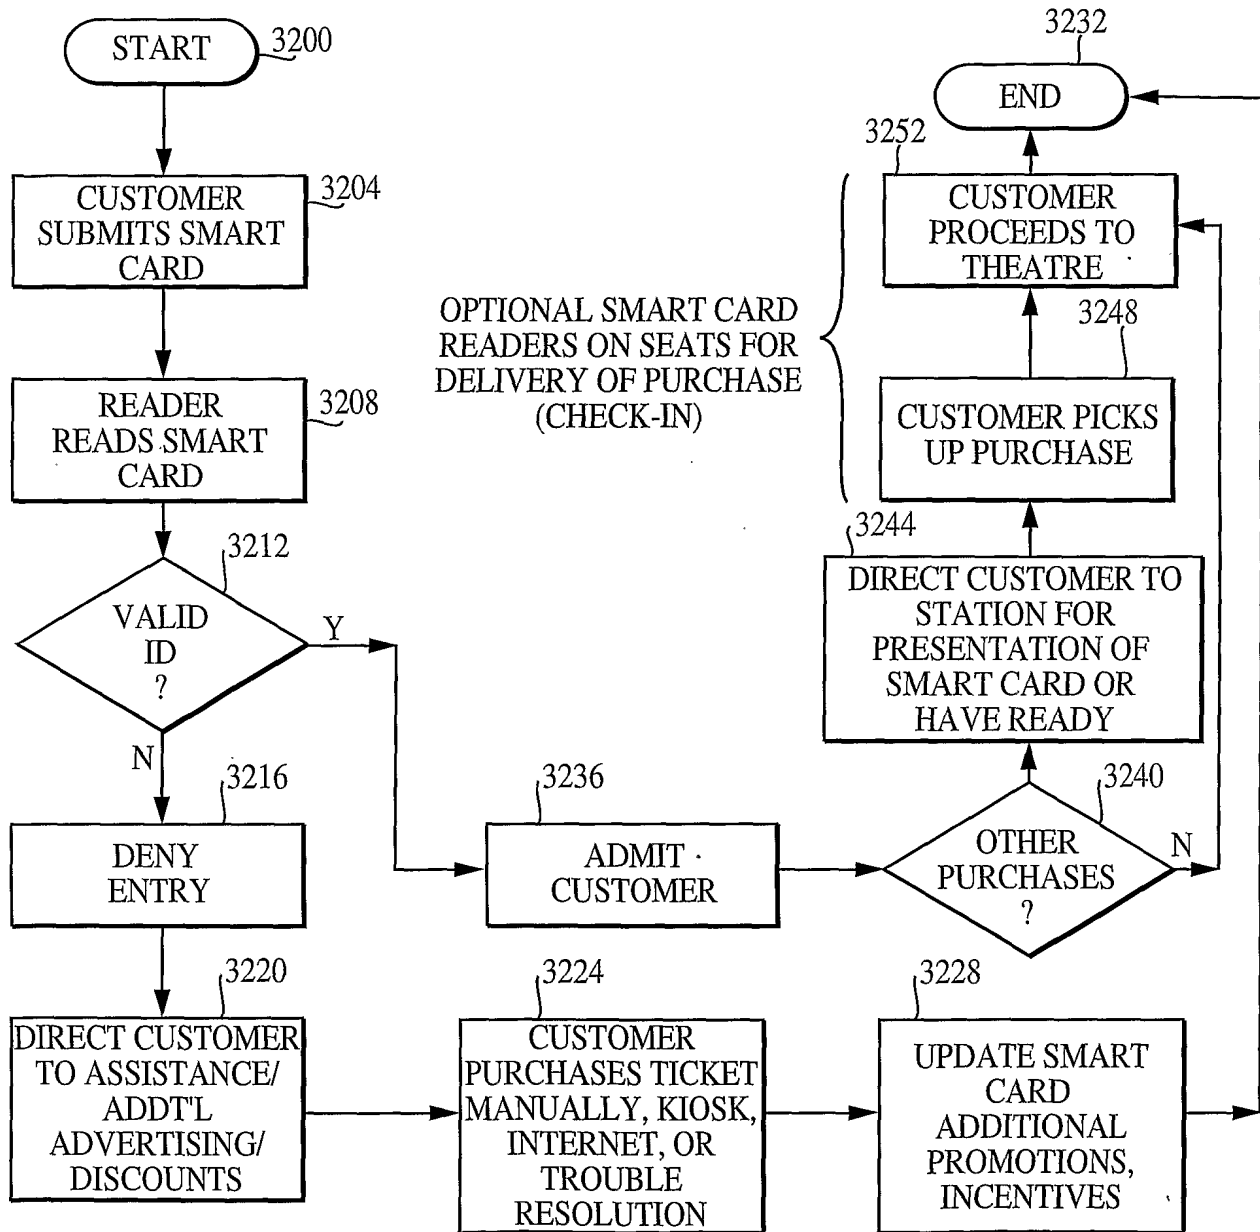 START
3200
CUSTOMER
SUBMITS SMART
CARD
3204
READER
READS SMART
CARD
3208
VALID
ID
?
3212
Y
N
DENY
ENTRY
3216
DIRECT CUSTOMER
TO ASSISTANCE/
ADDT'L
ADVERTISING/
DISCOUNTS
3220
CUSTOMER
PURCHASES TICKET
MANUALLY, KIOSK,
INTERNET, OR
TROUBLE
RESOLUTION
3224
UPDATE SMART
CARD
ADDITIONAL
PROMOTIONS,
INCENTIVES
3228
ADMIT
CUSTOMER
3236
OTHER
PURCHASES
?
3240
N
DIRECT CUSTOMER TO
STATION FOR
PRESENTATION OF
SMART CARD OR
HAVE READY
3244
CUSTOMER PICKS
UP PURCHASE
3248
OPTIONAL SMART CARD
READERS ON SEATS FOR
DELIVERY OF PURCHASE
(CHECK-IN)
CUSTOMER
PROCEEDS TO
THEATRE
3252
END
3232